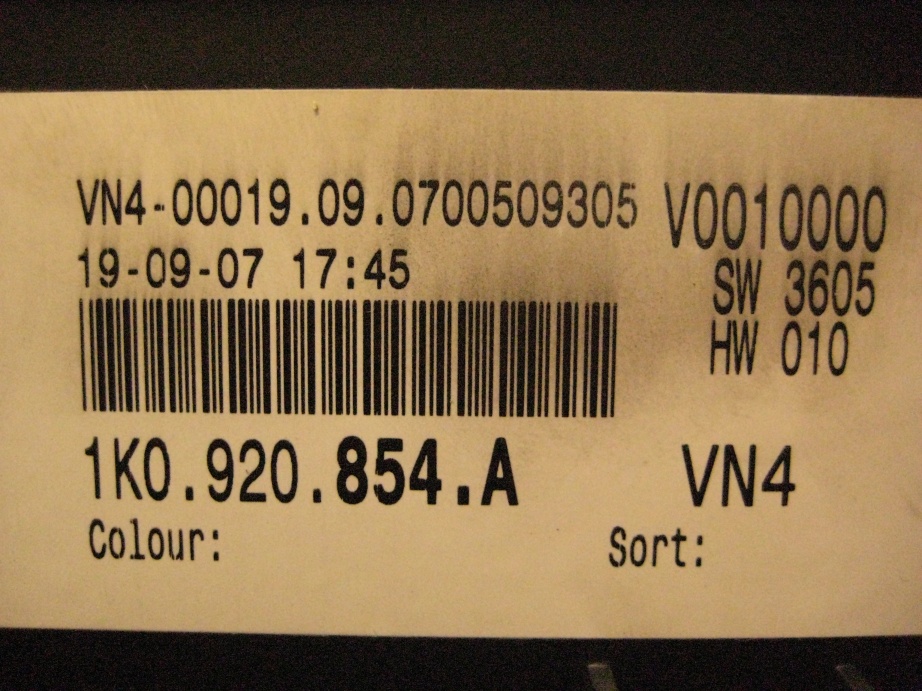 VN4-00019.09.0700509305 V0010000
19-09-07 17:45 SW 3605
HW 010
1K0.920.854.A VN4
Colour: Sort: